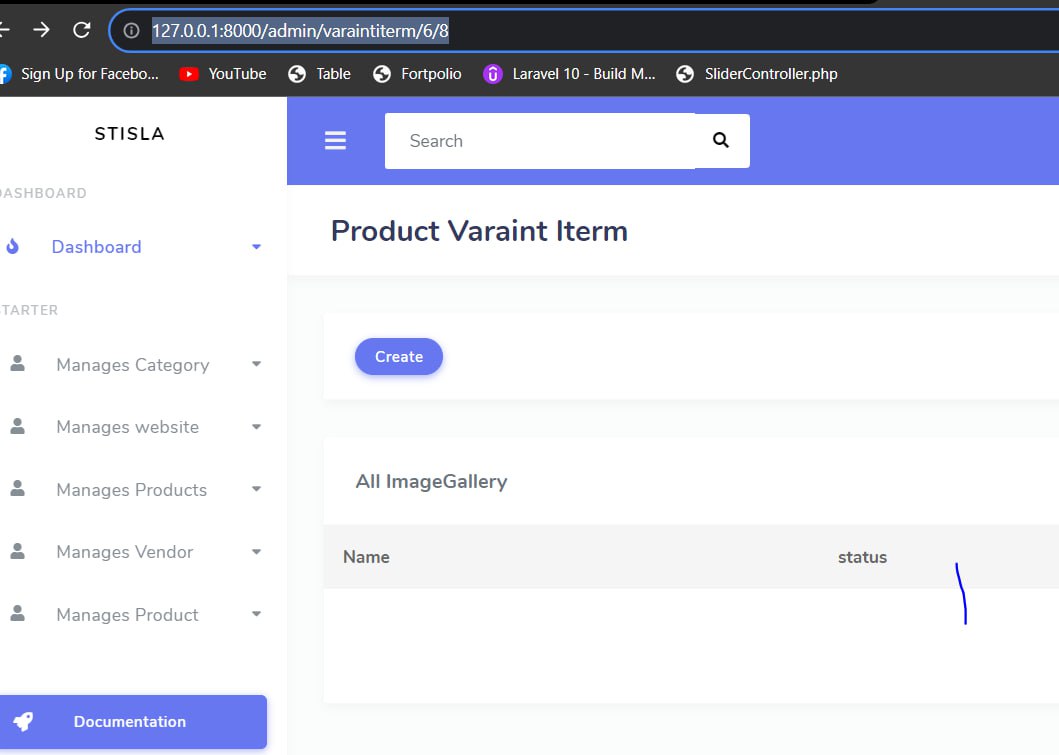 127.0.0.1:8000/admin/varaintiterm/6/8
Sign Up for Facebo... YouTube Table Fortpolio Laravel 10 - Build M... SliderController.php
STISLA
Search
DASHBOARD
Dashboard
STARTER
Manages Category
Manages website
Manages Products
Manages Vendor
Manages Product
Documentation
Product Varaint Iterm
Create
All ImageGallery
Name status